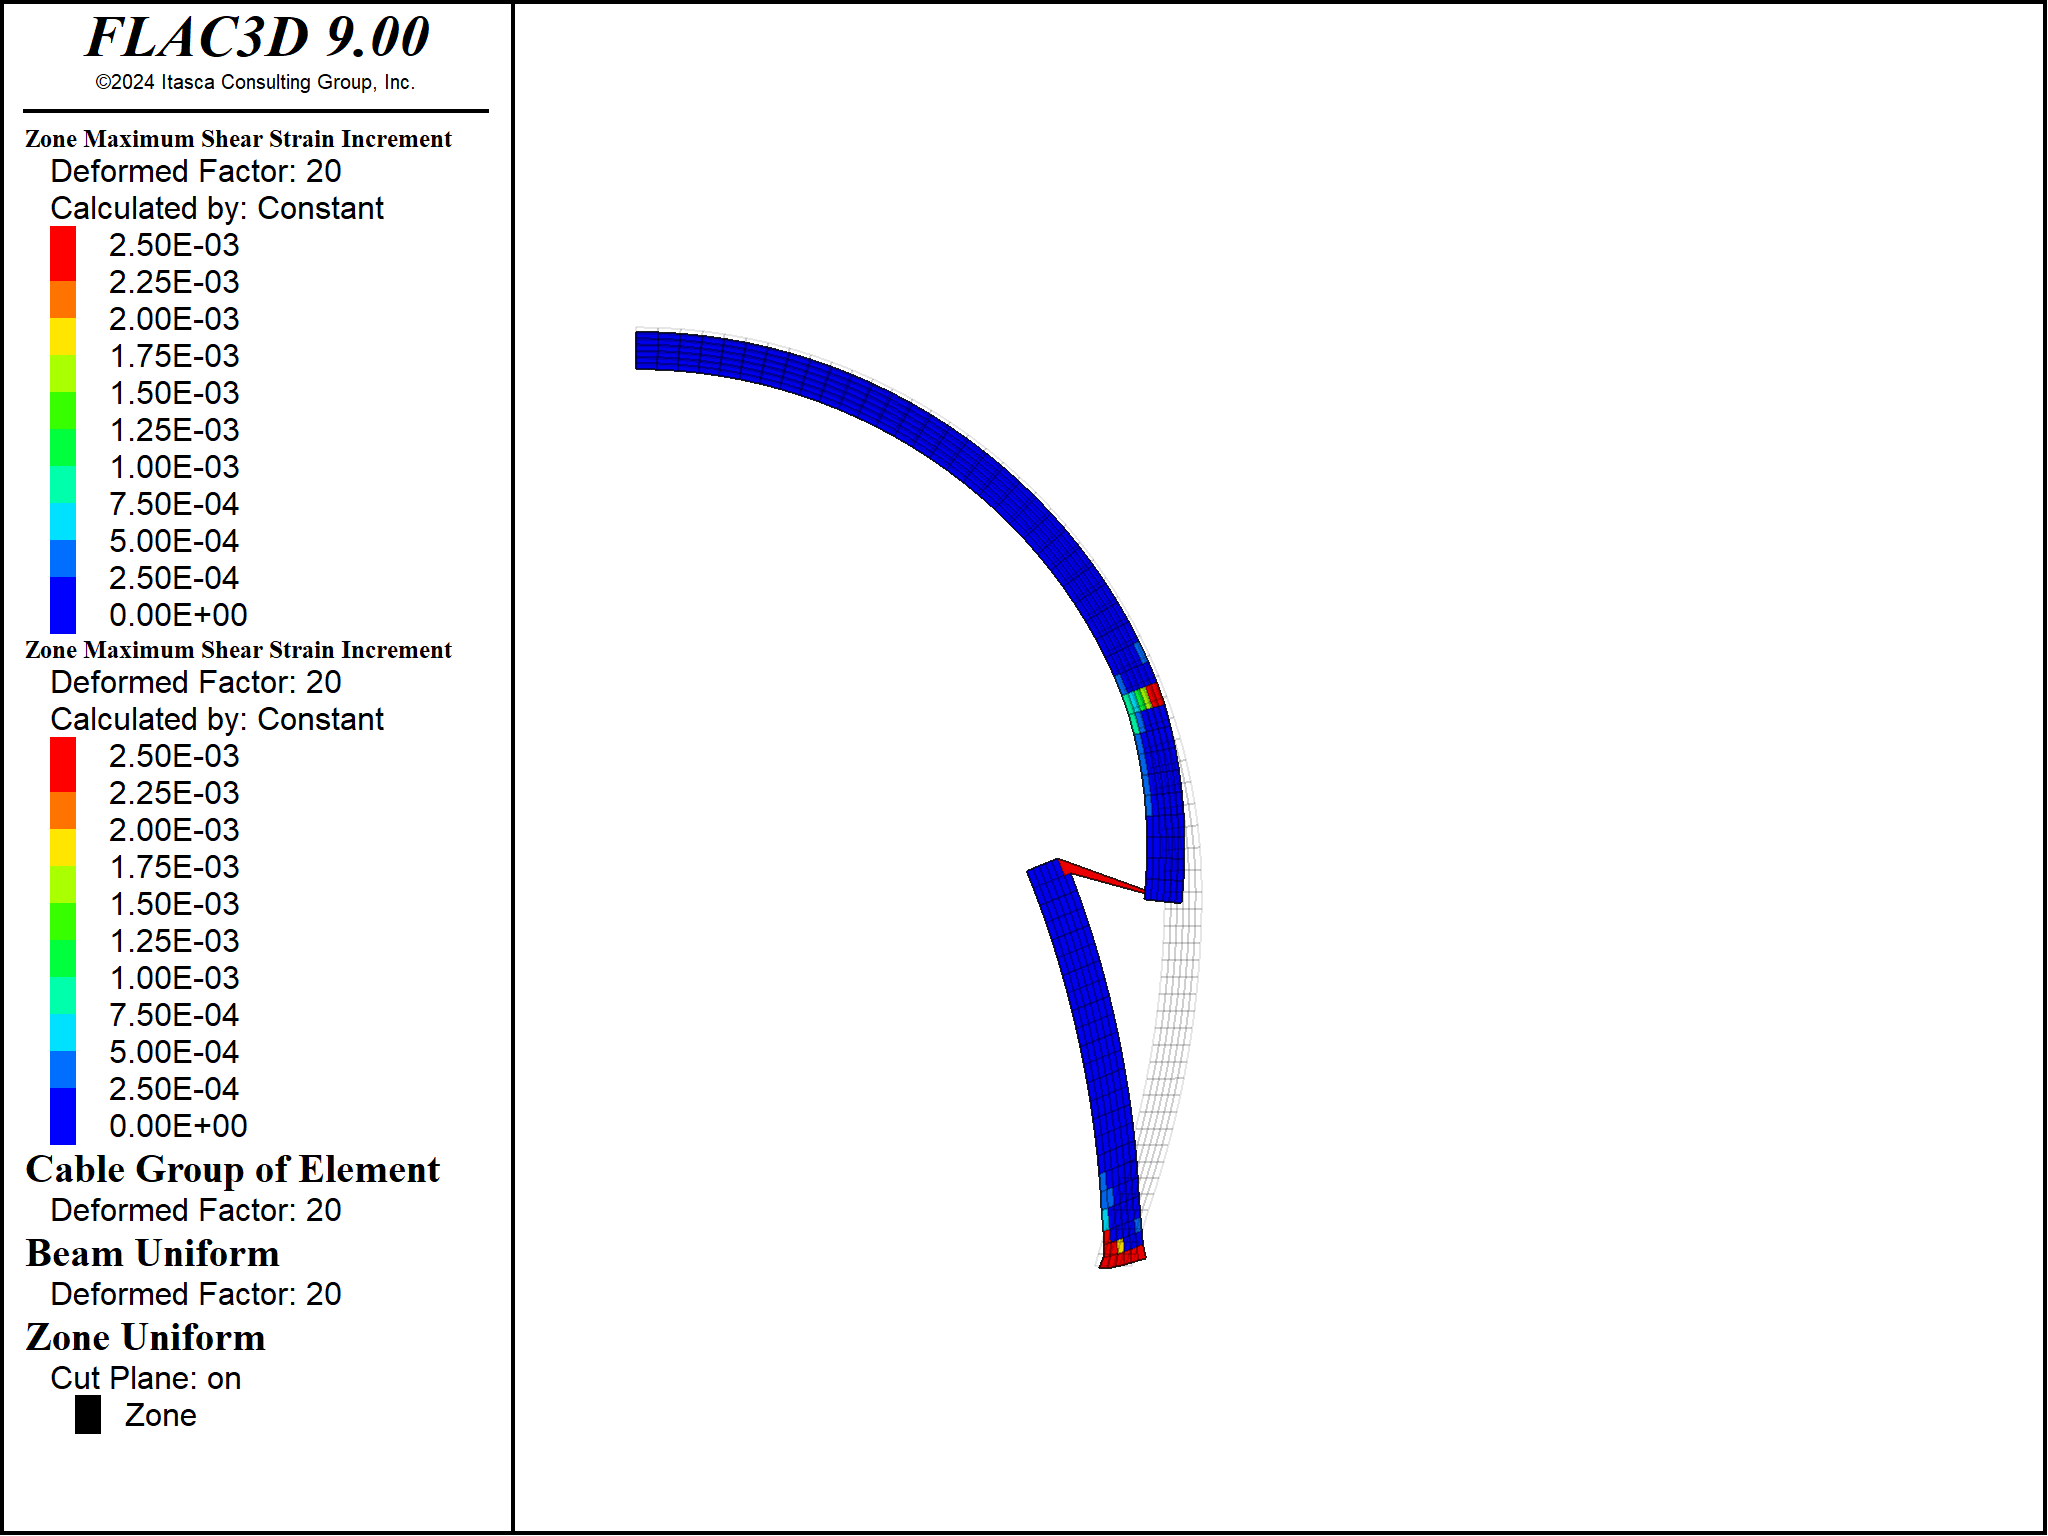 FLAC3D 9.00
©2024 Itasca Consulting Group, Inc.
Zone Maximum Shear Strain Increment
Deformed Factor: 20
Calculated by: Constant
2.50E-03
2.25E-03
2.00E-03
1.75E-03
1.50E-03
1.25E-03
1.00E-03
7.50E-04
5.00E-04
2.50E-04
0.00E+00
Zone Maximum Shear Strain Increment
Deformed Factor: 20
Calculated by: Constant
2.50E-03
2.25E-03
2.00E-03
1.75E-03
1.50E-03
1.25E-03
1.00E-03
7.50E-04
5.00E-04
2.50E-04
0.00E+00
Cable Group of Element
Deformed Factor: 20
Beam Uniform
Deformed Factor: 20
Zone Uniform
Cut Plane: on
Zone